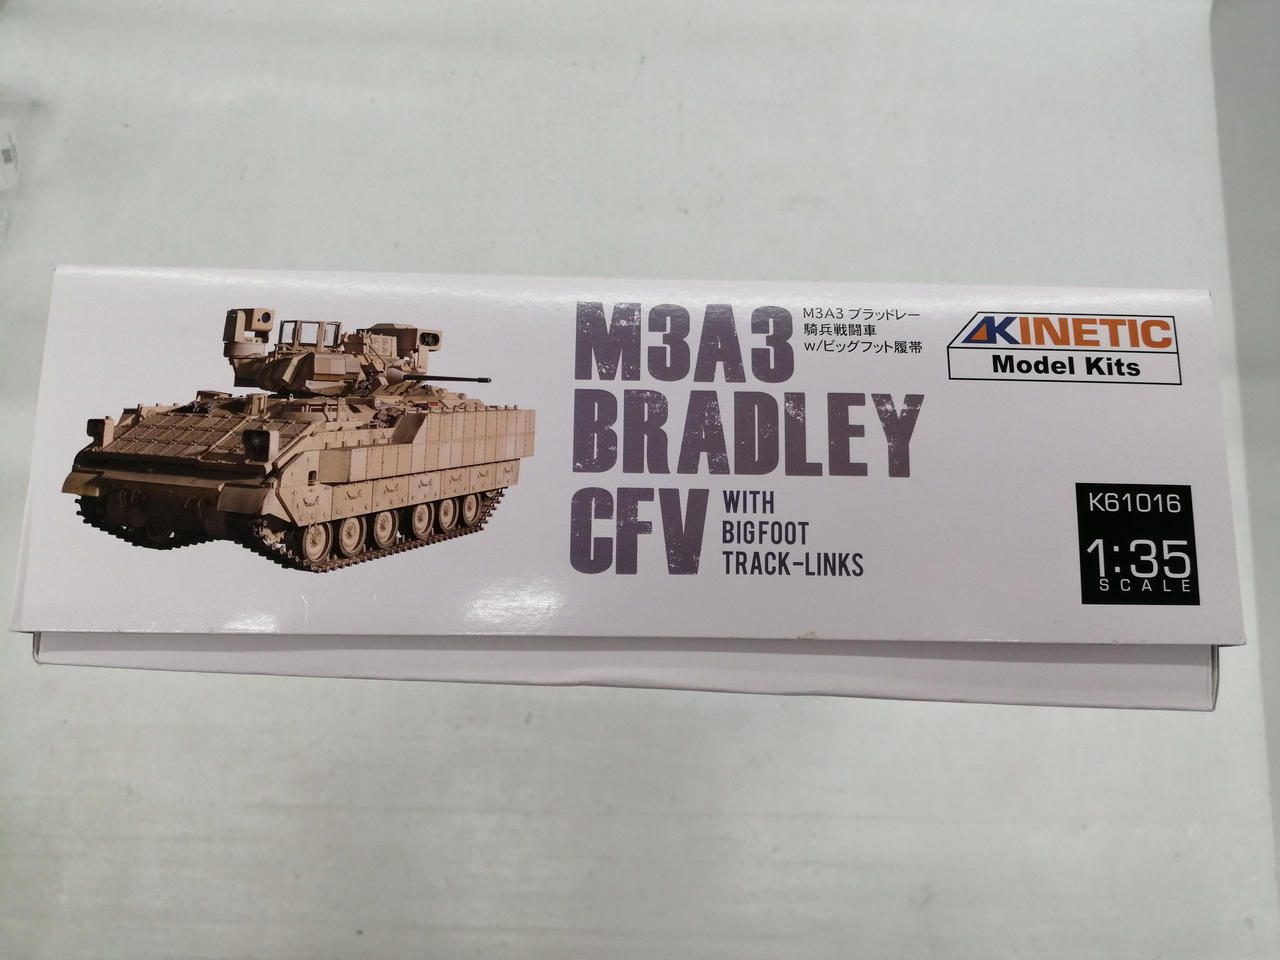 M3A3
BRADLEY
CFV
WITH
BIGFOOT
TRACK-LINKS
M3A3 ブラッドレー
騎兵戦闘車
w/ビッグフット履帯
KINETIC
Model Kits
K61016
1:35
SCALE